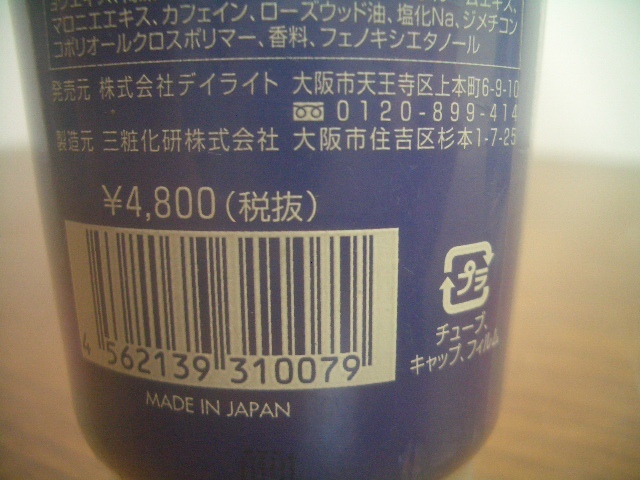 マロニエエキス、カフェイン、ローズウッド油、塩化Na、ジメチコン
コポリオールクロスポリマー、香料、フェノキシエタノール
発売元 株式会社デイライト 大阪市天王寺区上本町6-9-10
0120-899-414
製造元 三粧化研株式会社 大阪市住吉区杉本1-7-25
¥4,800(税抜)
4 562139 310079
MADE IN JAPAN
プラ
チューブ、
キャップ、フィルム